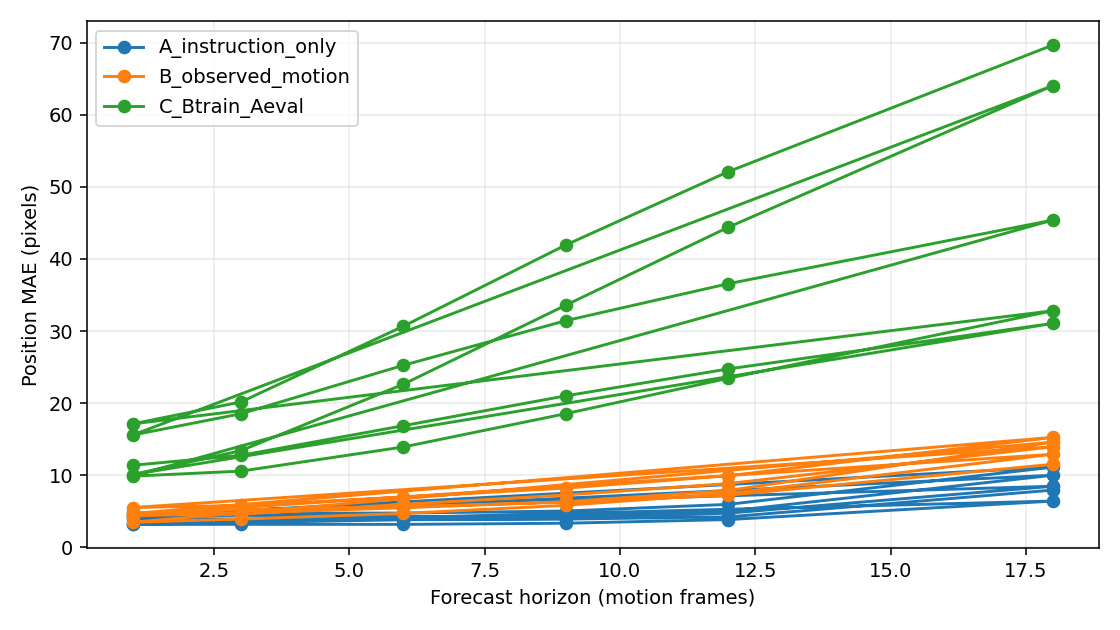 70
60
50
40
30
20
10
0
Position MAE (pixels)
A_instruction_only
B_observed_motion
C_Btrain_Aeval
2.5 5.0 7.5 10.0 12.5 15.0 17.5
Forecast horizon (motion frames)